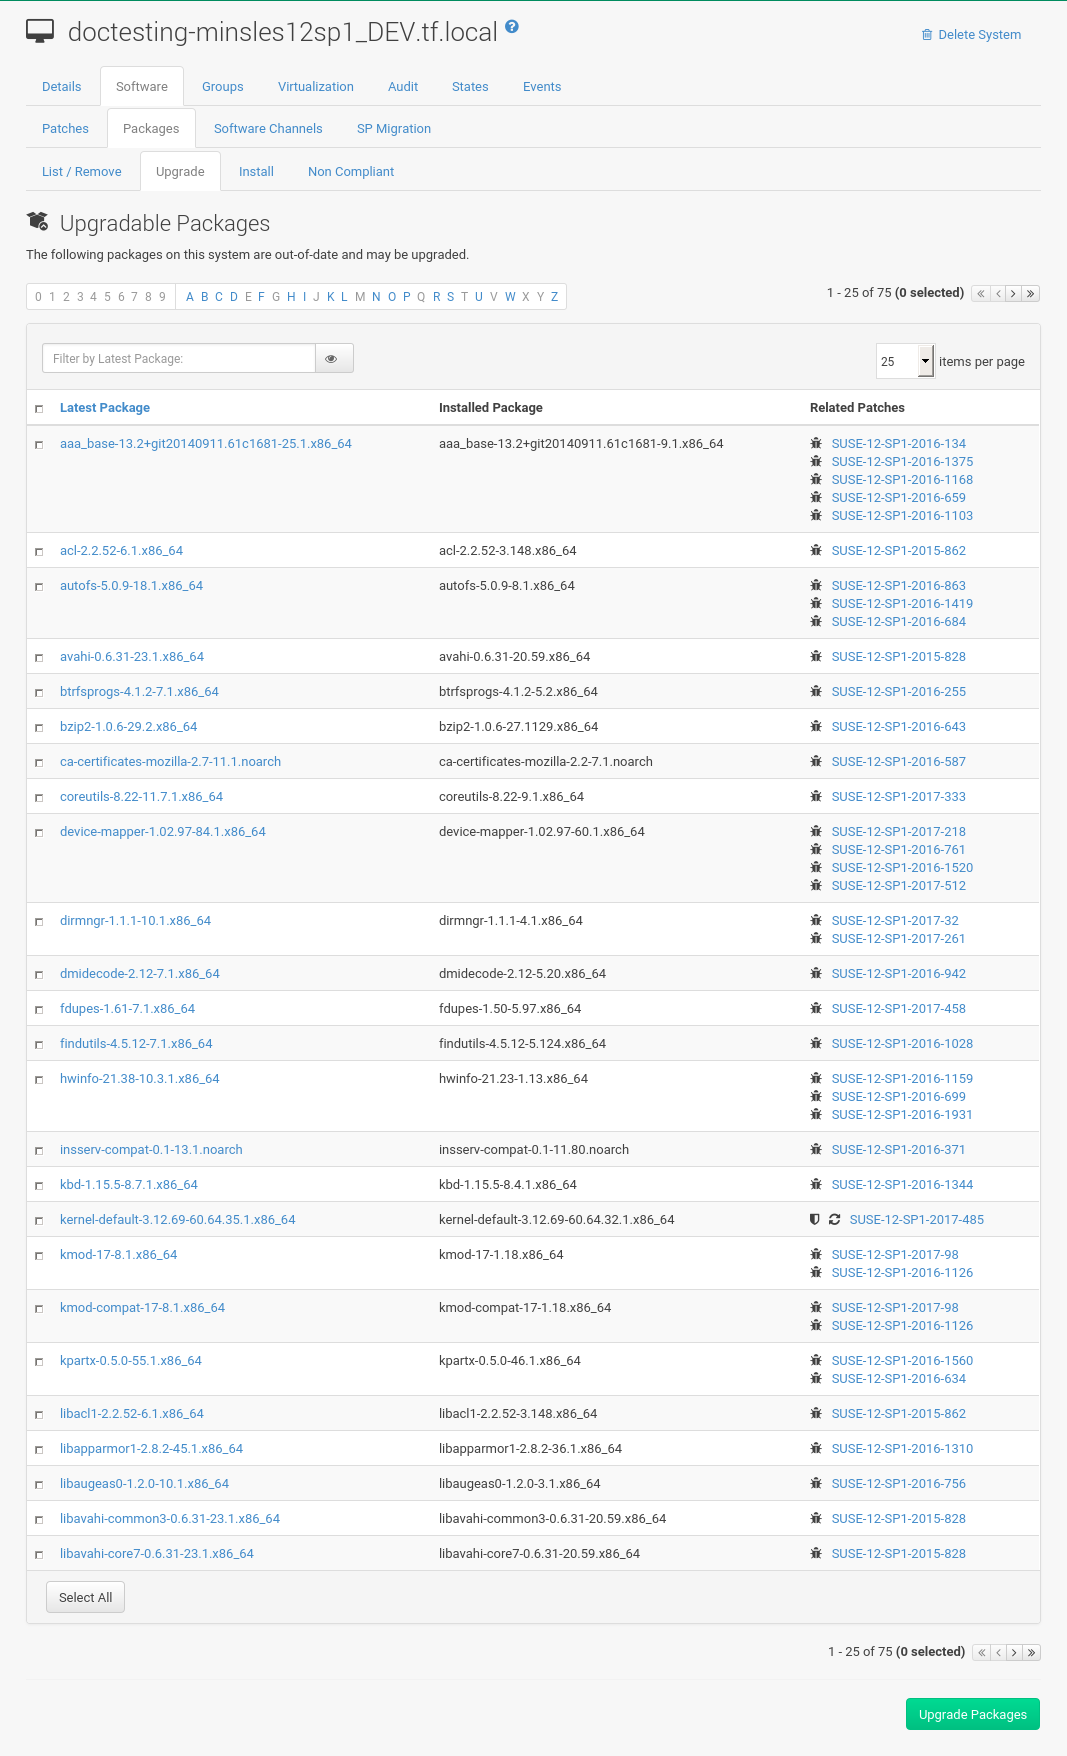 doctesting-minsles12sp1_DEV.tf.local ?
Delete System
Details Software Groups Virtualization Audit States Events
Patches Packages Software Channels SP Migration
List / Remove Upgrade Install Non Compliant
Upgradable Packages
The following packages on this system are out-of-date and may be upgraded.
0 1 2 3 4 5 6 7 8 9 A B C D E F G H I J K L M N O P Q R S T U V W X Y Z
1 - 25 of 75 (0 selected)
Filter by Latest Package:
25 items per page
Latest Package Installed Package Related Patches
aaa_base-13.2+git20140911.61c1681-25.1.x86_64 aaa_base-13.2+git20140911.61c1681-9.1.x86_64 SUSE-12-SP1-2016-134
SUSE-12-SP1-2016-1375
SUSE-12-SP1-2016-1168
SUSE-12-SP1-2016-659
SUSE-12-SP1-2016-1103
acl-2.2.52-6.1.x86_64 acl-2.2.52-3.148.x86_64 SUSE-12-SP1-2015-862
autofs-5.0.9-18.1.x86_64 autofs-5.0.9-8.1.x86_64 SUSE-12-SP1-2016-863
SUSE-12-SP1-2016-1419
SUSE-12-SP1-2016-684
avahi-0.6.31-23.1.x86_64 avahi-0.6.31-20.59.x86_64 SUSE-12-SP1-2015-828
btrfsprogs-4.1.2-7.1.x86_64 btrfsprogs-4.1.2-5.2.x86_64 SUSE-12-SP1-2016-255
bzip2-1.0.6-29.2.x86_64 bzip2-1.0.6-27.1129.x86_64 SUSE-12-SP1-2016-643
ca-certificates-mozilla-2.7-11.1.noarch ca-certificates-mozilla-2.2-7.1.noarch SUSE-12-SP1-2016-587
coreutils-8.22-11.7.1.x86_64 coreutils-8.22-9.1.x86_64 SUSE-12-SP1-2017-333
device-mapper-1.02.97-84.1.x86_64 device-mapper-1.02.97-60.1.x86_64 SUSE-12-SP1-2017-218
SUSE-12-SP1-2016-761
SUSE-12-SP1-2016-1520
SUSE-12-SP1-2017-512
dirmngr-1.1.1-10.1.x86_64 dirmngr-1.1.1-4.1.x86_64 SUSE-12-SP1-2017-32
SUSE-12-SP1-2017-261
dmidecode-2.12-7.1.x86_64 dmidecode-2.12-5.20.x86_64 SUSE-12-SP1-2016-942
fdupes-1.61-7.1.x86_64 fdupes-1.50-5.97.x86_64 SUSE-12-SP1-2017-458
findutils-4.5.12-7.1.x86_64 findutils-4.5.12-5.124.x86_64 SUSE-12-SP1-2016-1028
hwinfo-21.38-10.3.1.x86_64 hwinfo-21.23-1.13.x86_64 SUSE-12-SP1-2016-1159
SUSE-12-SP1-2016-699
SUSE-12-SP1-2016-1931
insserv-compat-0.1-13.1.noarch insserv-compat-0.1-11.80.noarch SUSE-12-SP1-2016-371
kbd-1.15.5-8.7.1.x86_64 kbd-1.15.5-8.4.1.x86_64 SUSE-12-SP1-2016-1344
kernel-default-3.12.69-60.64.35.1.x86_64 kernel-default-3.12.69-60.64.32.1.x86_64 SUSE-12-SP1-2017-485
kmod-17-8.1.x86_64 kmod-17-1.18.x86_64 SUSE-12-SP1-2017-98
SUSE-12-SP1-2016-1126
kmod-compat-17-8.1.x86_64 kmod-compat-17-1.18.x86_64 SUSE-12-SP1-2017-98
SUSE-12-SP1-2016-1126
kpartx-0.5.0-55.1.x86_64 kpartx-0.5.0-46.1.x86_64 SUSE-12-SP1-2016-1560
SUSE-12-SP1-2016-634
libacl1-2.2.52-6.1.x86_64 libacl1-2.2.52-3.148.x86_64 SUSE-12-SP1-2015-862
libapparmor1-2.8.2-45.1.x86_64 libapparmor1-2.8.2-36.1.x86_64 SUSE-12-SP1-2016-1310
libaugeas0-1.2.0-10.1.x86_64 libaugeas0-1.2.0-3.1.x86_64 SUSE-12-SP1-2016-756
libavahi-common3-0.6.31-23.1.x86_64 libavahi-common3-0.6.31-20.59.x86_64 SUSE-12-SP1-2015-828
libavahi-core7-0.6.31-23.1.x86_64 libavahi-core7-0.6.31-20.59.x86_64 SUSE-12-SP1-2015-828
Select All
1 - 25 of 75 (0 selected)
Upgrade Packages